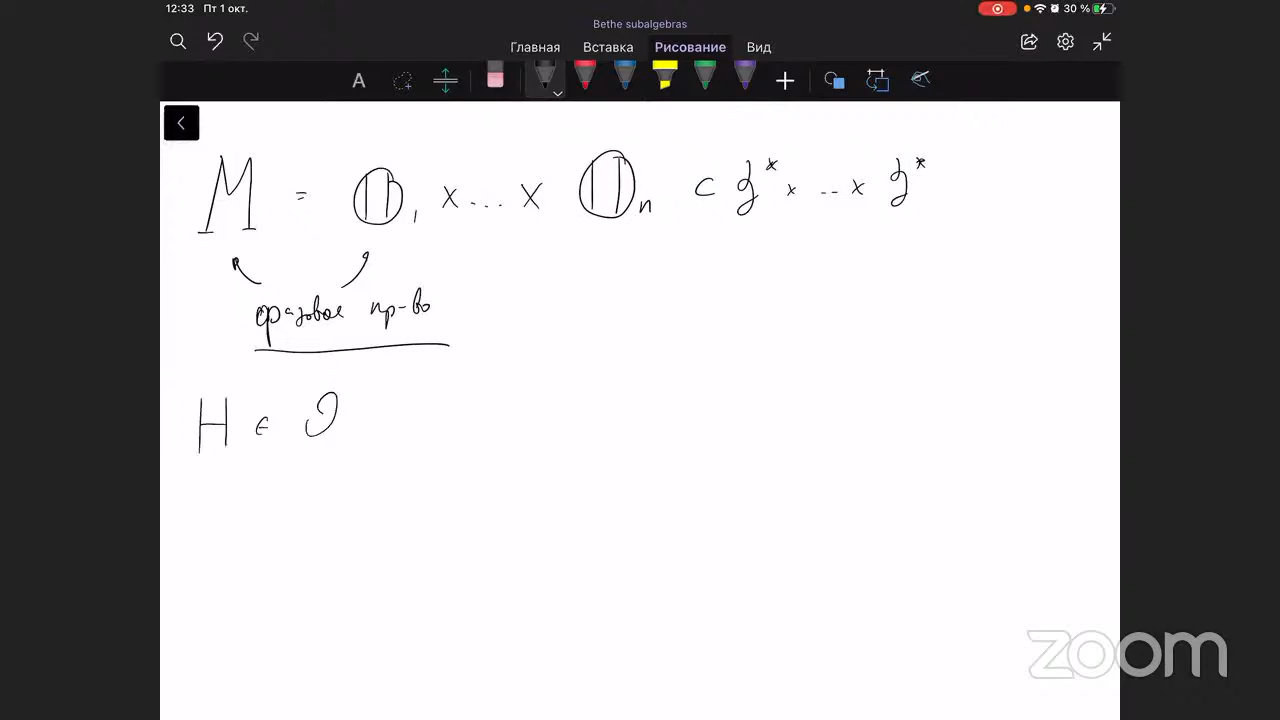 12:33 Пт 1 окт. 30 %
Bethe subalgebras
Главная Вставка Рисование Вид
A
M = 𝕆₁ × ... × 𝕆ₙ ⊂ 𝔤* × ... × 𝔤*
фазовое пр-во
H ∈ O
zoom